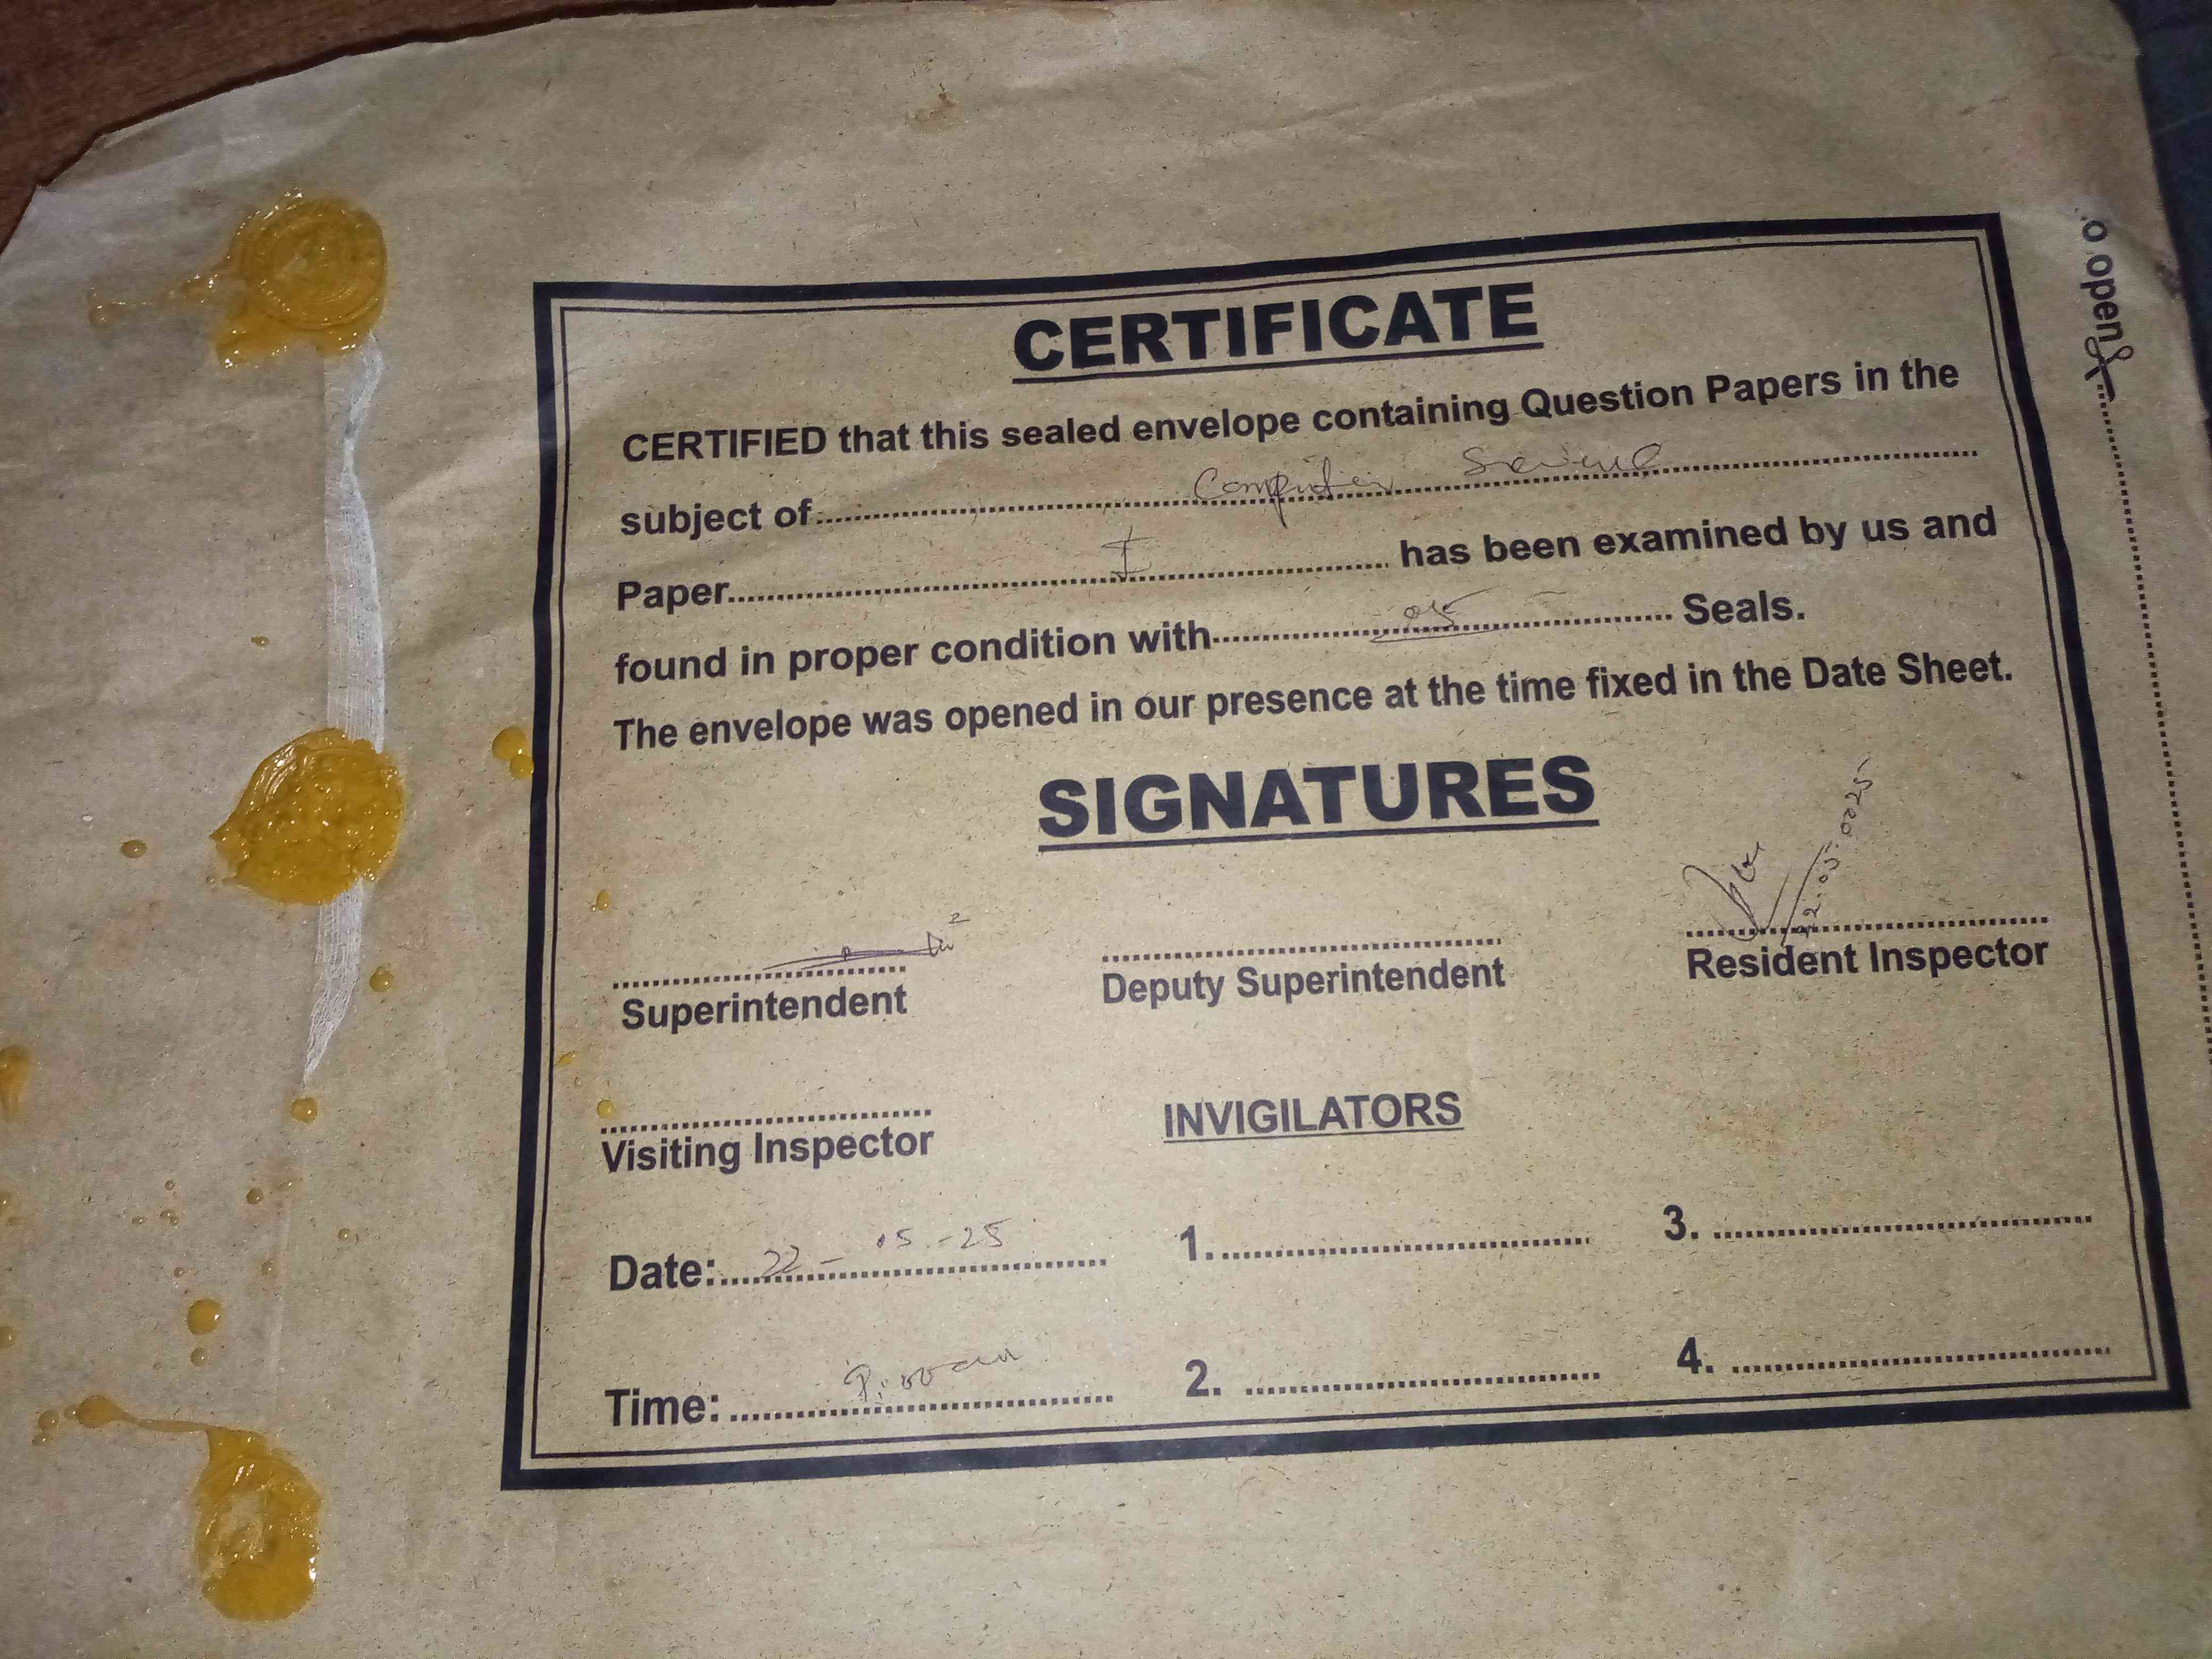 CERTIFICATE
CERTIFIED that this sealed envelope containing Question Papers in the
subject of Computer Science
Paper I has been examined by us and
found in proper condition with 05 Seals.
The envelope was opened in our presence at the time fixed in the Date Sheet.
SIGNATURES
22.05.2025
Superintendent Deputy Superintendent Resident Inspector
Visiting Inspector INVIGILATORS
Date: 22-05-25 1. 3.
Time: 2. 4.
o open